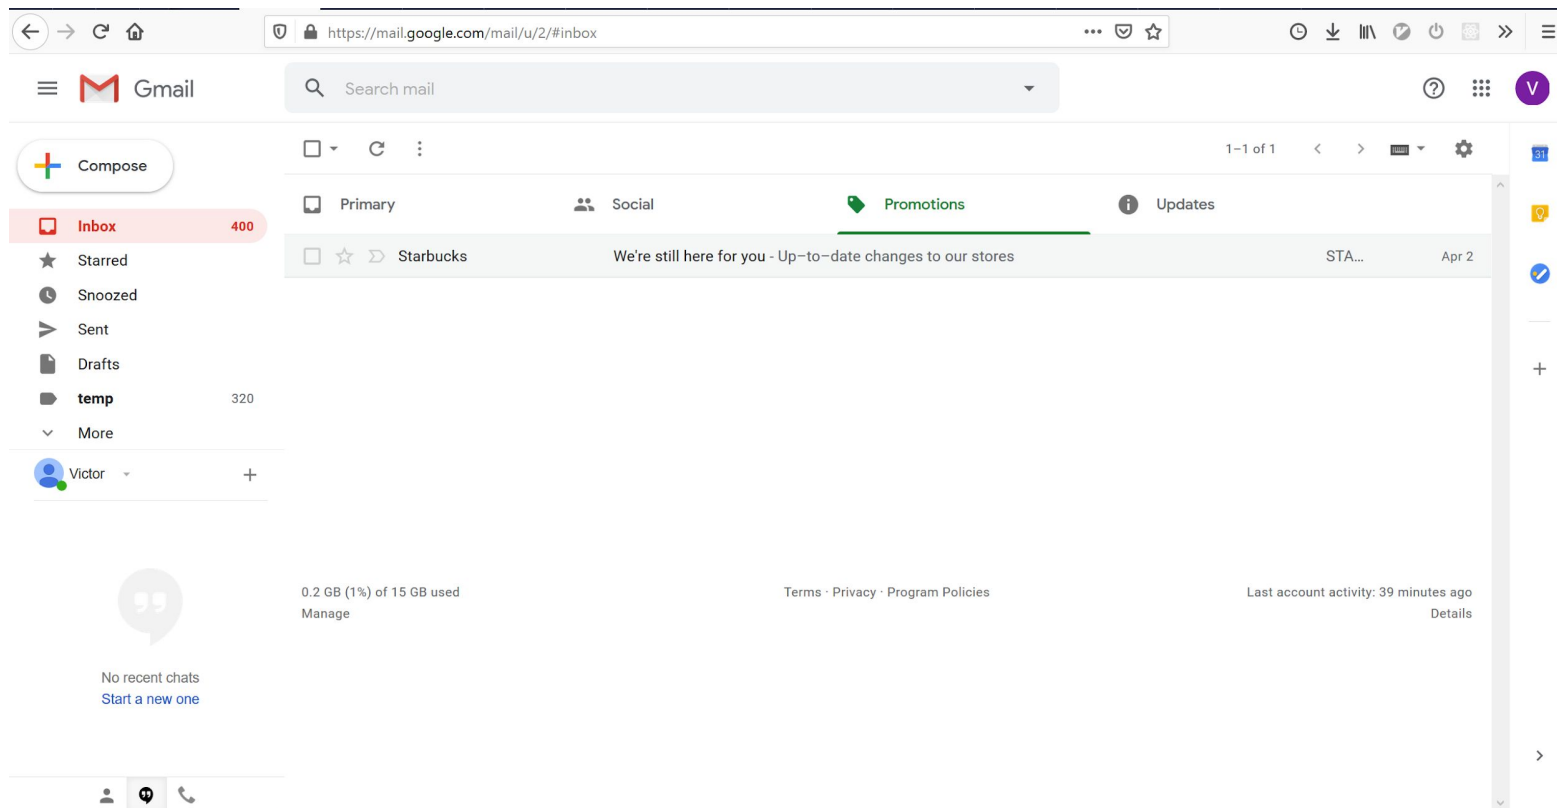 https://mail.google.com/mail/u/2/#inbox
Gmail
Search mail
V
Compose
1–1 of 1
31
Primary Social Promotions Updates
Inbox 400
Starbucks We're still here for you - Up-to-date changes to our stores STA... Apr 2
Starred
Snoozed
Sent
Drafts
temp 320
More
Victor
0.2 GB (1%) of 15 GB used
Manage
Terms · Privacy · Program Policies
Last account activity: 39 minutes ago
Details
No recent chats
Start a new one